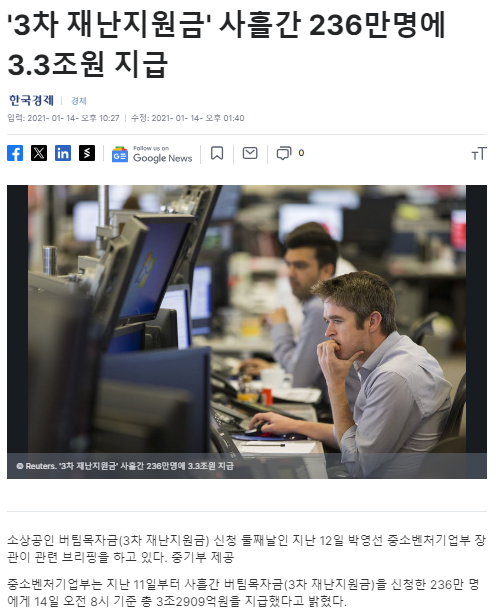 '3차 재난지원금' 사흘간 236만명에
3.3조원 지급
한국경제 | 경제
입력: 2021- 01- 14- 오후 10:27 | 수정: 2021- 01- 14- 오후 01:40
Follow us on
Google News
0
TT
© Reuters. '3차 재난지원금' 사흘간 236만명에 3.3조원 지급
소상공인 버팀목자금(3차 재난지원금) 신청 둘째날인 지난 12일 박영선 중소벤처기업부 장
관이 관련 브리핑을 하고 있다. 중기부 제공
중소벤처기업부는 지난 11일부터 사흘간 버팀목자금(3차 재난지원금)을 신청한 236만 명
에게 14일 오전 8시 기준 총 3조2909억원을 지급했다고 밝혔다.